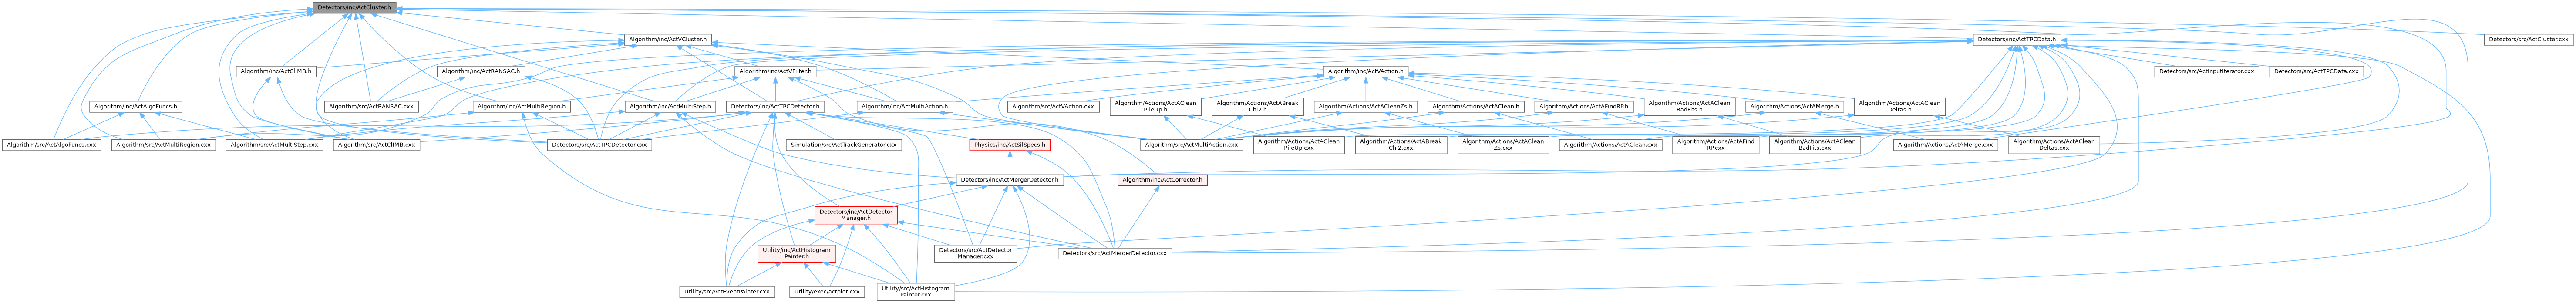 Detectors/inc/ActCluster.h
Algorithm/inc/ActVCluster.h
Detectors/inc/ActTPCData.h
Detectors/src/ActCluster.cxx
Algorithm/inc/ActCIIMB.h
Algorithm/inc/ActRANSAC.h
Algorithm/inc/ActVFilter.h
Algorithm/inc/ActVAction.h
Detectors/src/ActInputIterator.cxx
Detectors/src/ActTPCData.cxx
Algorithm/inc/ActAlgoFuncs.h
Algorithm/src/ActRANSAC.cxx
Algorithm/inc/ActMultiRegion.h
Algorithm/inc/ActMultiStep.h
Detectors/inc/ActTPCDetector.h
Algorithm/inc/ActMultiAction.h
Algorithm/src/ActVAction.cxx
Algorithm/Actions/ActAClean
PileUp.h
Algorithm/Actions/ActABreak
Chi2.h
Algorithm/Actions/ActACleanZs.h
Algorithm/Actions/ActAClean.h
Algorithm/Actions/ActAFindRP.h
Algorithm/Actions/ActAClean
BadFits.h
Algorithm/Actions/ActAMerge.h
Algorithm/Actions/ActAClean
Deltas.h
Algorithm/src/ActAlgoFuncs.cxx
Algorithm/src/ActMultiRegion.cxx
Algorithm/src/ActMultiStep.cxx
Algorithm/src/ActClIMB.cxx
Detectors/src/ActTPCDetector.cxx
Simulation/src/ActTrackGenerator.cxx
Physics/inc/ActSilSpecs.h
Algorithm/src/ActMultiAction.cxx
Algorithm/Actions/ActAClean
PileUp.cxx
Algorithm/Actions/ActABreak
Chi2.cxx
Algorithm/Actions/ActAClean
Zs.cxx
Algorithm/Actions/ActAClean.cxx
Algorithm/Actions/ActAFind
RP.cxx
Algorithm/Actions/ActAClean
BadFits.cxx
Algorithm/Actions/ActAMerge.cxx
Algorithm/Actions/ActAClean
Deltas.cxx
Detectors/inc/ActMergerDetector.h
Algorithm/inc/ActCorrector.h
Detectors/inc/ActDetector
Manager.h
Utility/inc/ActHistogram
Painter.h
Detectors/src/ActDetector
Manager.cxx
Detectors/src/ActMergerDetector.cxx
Utility/src/ActEventPainter.cxx
Utility/exec/actplot.cxx
Utility/src/ActHistogram
Painter.cxx